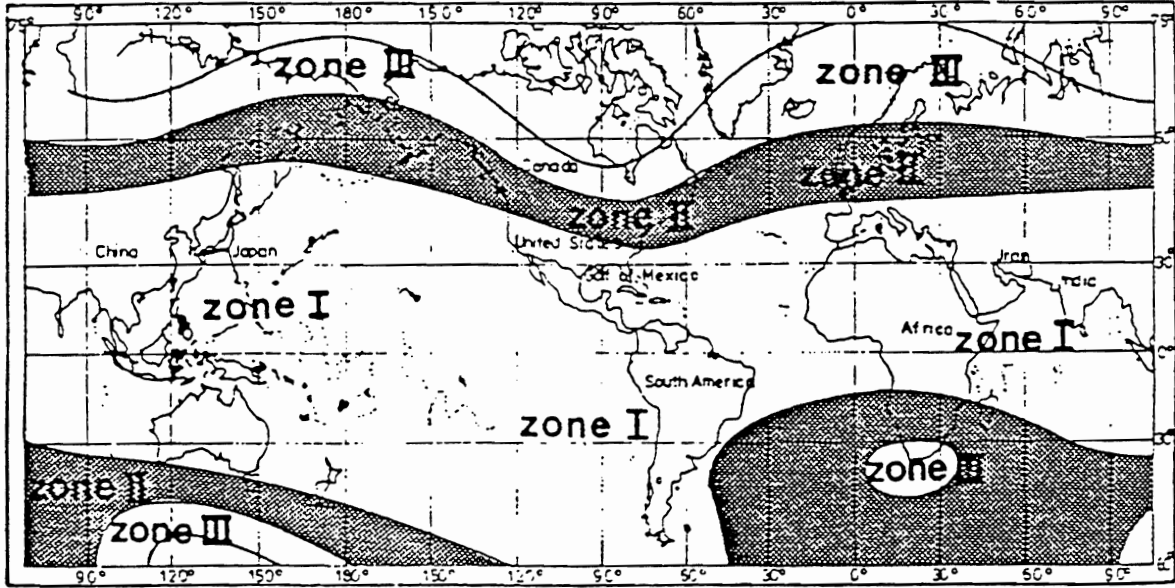 90° 120° 150° 180° 150° 120° 90° 60° 30° 0° 30° 60° 90°
zone III zone III
Canada
zone II
zone II
China Japan United States Iran
Gulf of Mexico India
zone I
Africa zone I
South America
zone I
zone III
zone II
zone III
90° 120° 150° 180° 150° 120° 90° 60° 30° 0° 30° 60° 90°